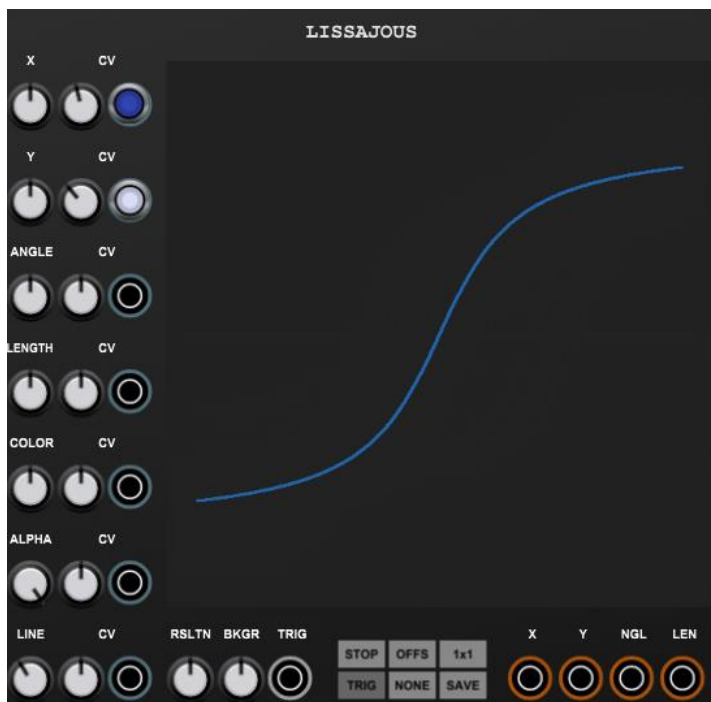 LISSAJOUS
X CV
Y CV
ANGLE CV
LENGTH CV
COLOR CV
ALPHA CV
LINE CV RSLTN BKGR TRIG X Y NGL LEN
STOP OFFS 1x1
TRIG NONE SAVE